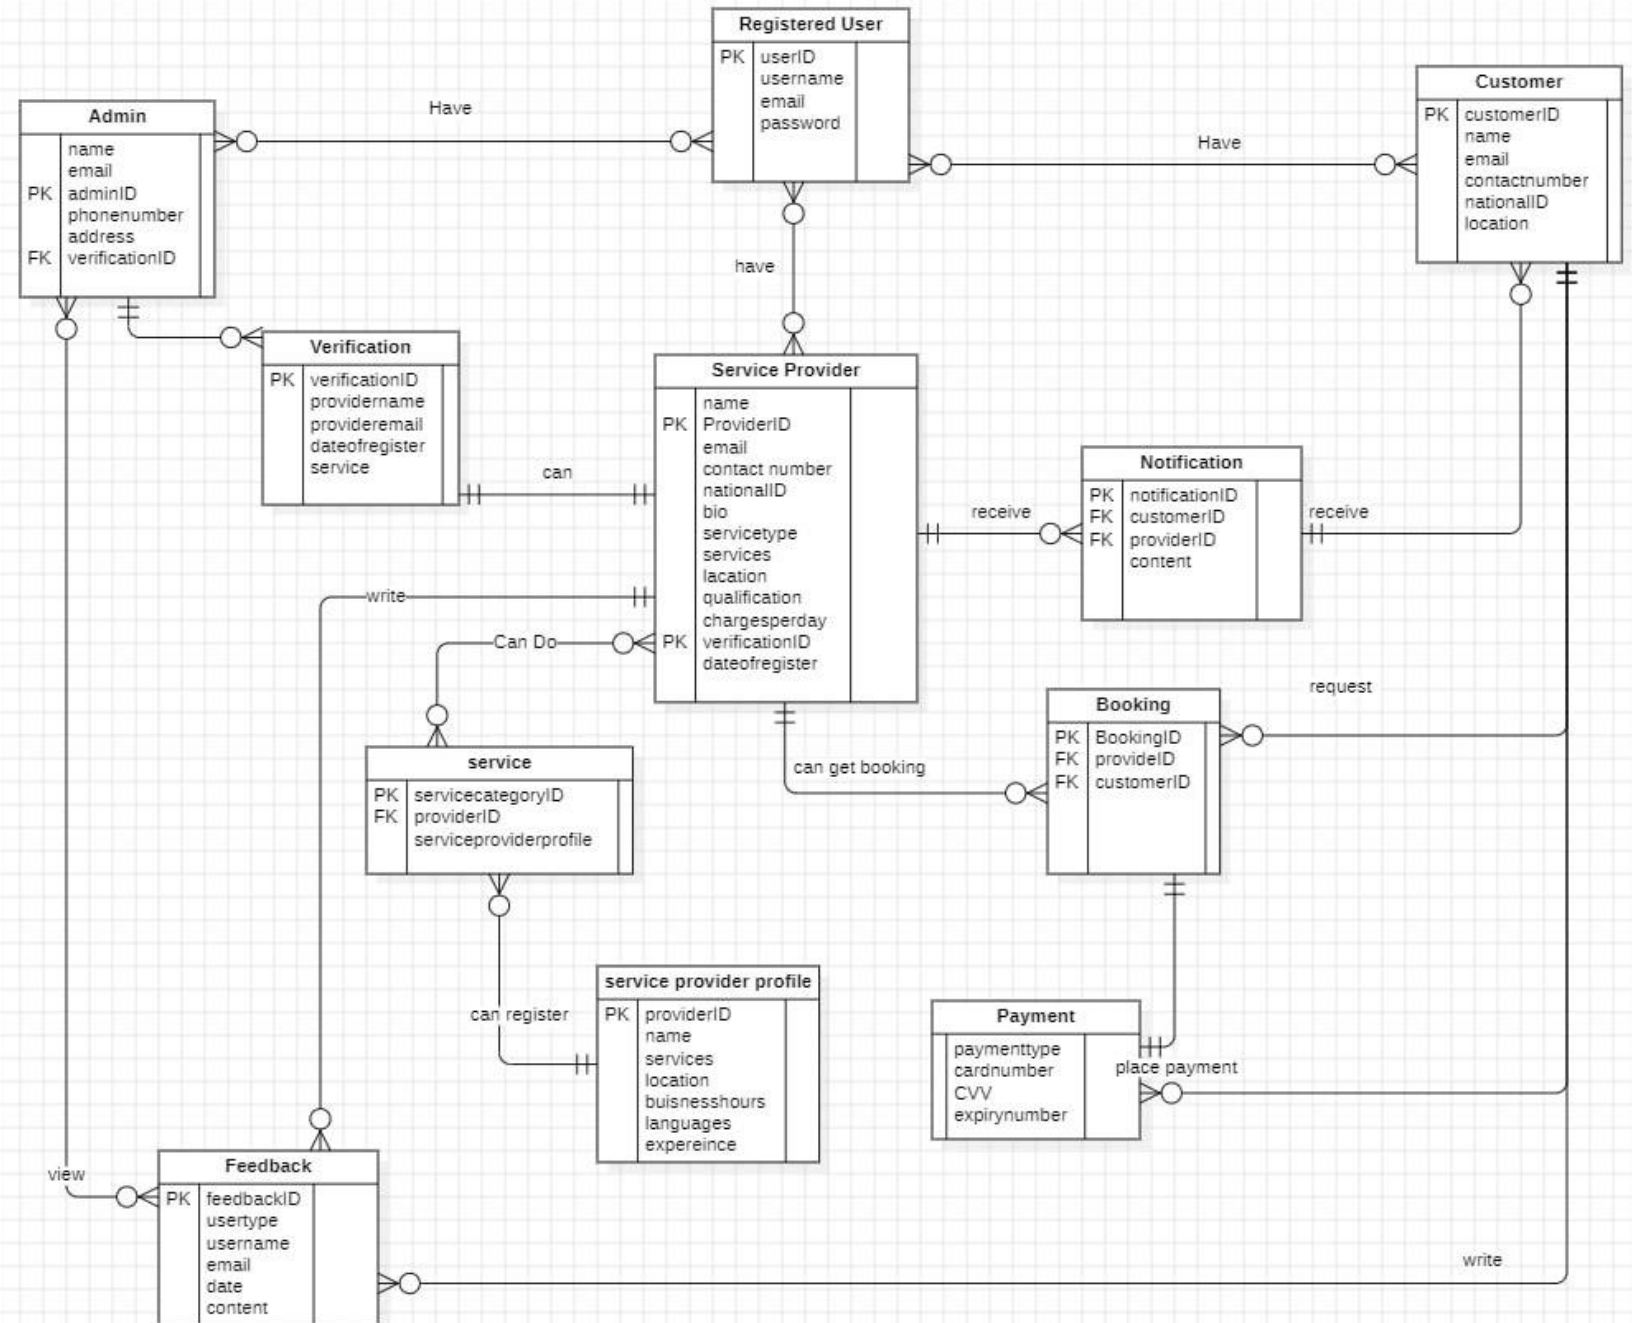 Registered User
PK userID
username
email
password
Customer
PK customerID
name
email
contactnumber
nationalID
location
Admin
name
email
PK adminID
phonenumber
address
FK verificationID
Have
Have
have
Verification
PK verificationID
providername
provideremail
dateofregister
service
can
Service Provider
name
PK ProviderID
email
contact number
nationalID
bio
servicetype
services
lacation
qualification
chargesperday
PK verificationID
dateofregister
receive
Notification
PK notificationID
FK customerID
FK providerID
content
receive
write
Can Do
request
Booking
PK BookingID
FK provideID
FK customerID
can get booking
service
PK servicecategoryID
FK providerID
serviceproviderprofile
can register
service provider profile
PK providerID
name
services
location
buisnesshours
languages
expereince
Payment
paymenttype
cardnumber
CVV
expirynumber
place payment
view
Feedback
PK feedbackID
usertype
username
email
date
content
write